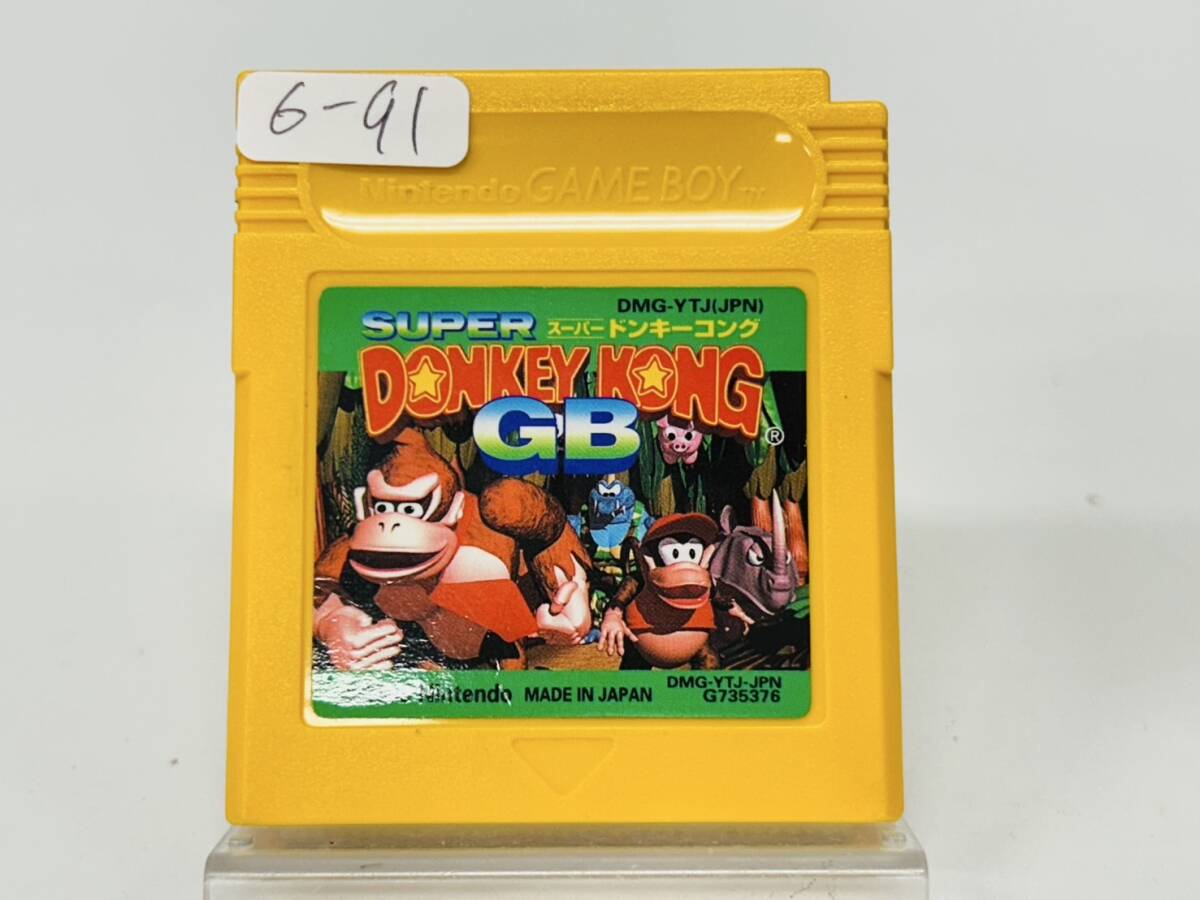 6-91
Nintendo GAME BOY™
DMG-YTJ(JPN)
SUPER スーパードンキーコング
DONKEY KONG®
GB
Nintendo MADE IN JAPAN
DMG-YTJ-JPN
G735376